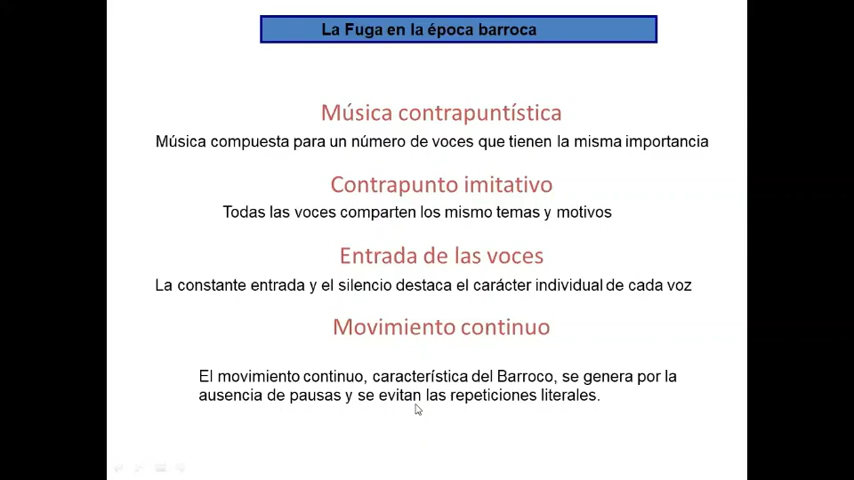 La Fuga en la época barroca
Música contrapuntística
Música compuesta para un número de voces que tienen la misma importancia
Contrapunto imitativo
Todas las voces comparten los mismo temas y motivos
Entrada de las voces
La constante entrada y el silencio destaca el carácter individual de cada voz
Movimiento continuo
El movimiento continuo, característica del Barroco, se genera por la
ausencia de pausas y se evitan las repeticiones literales.